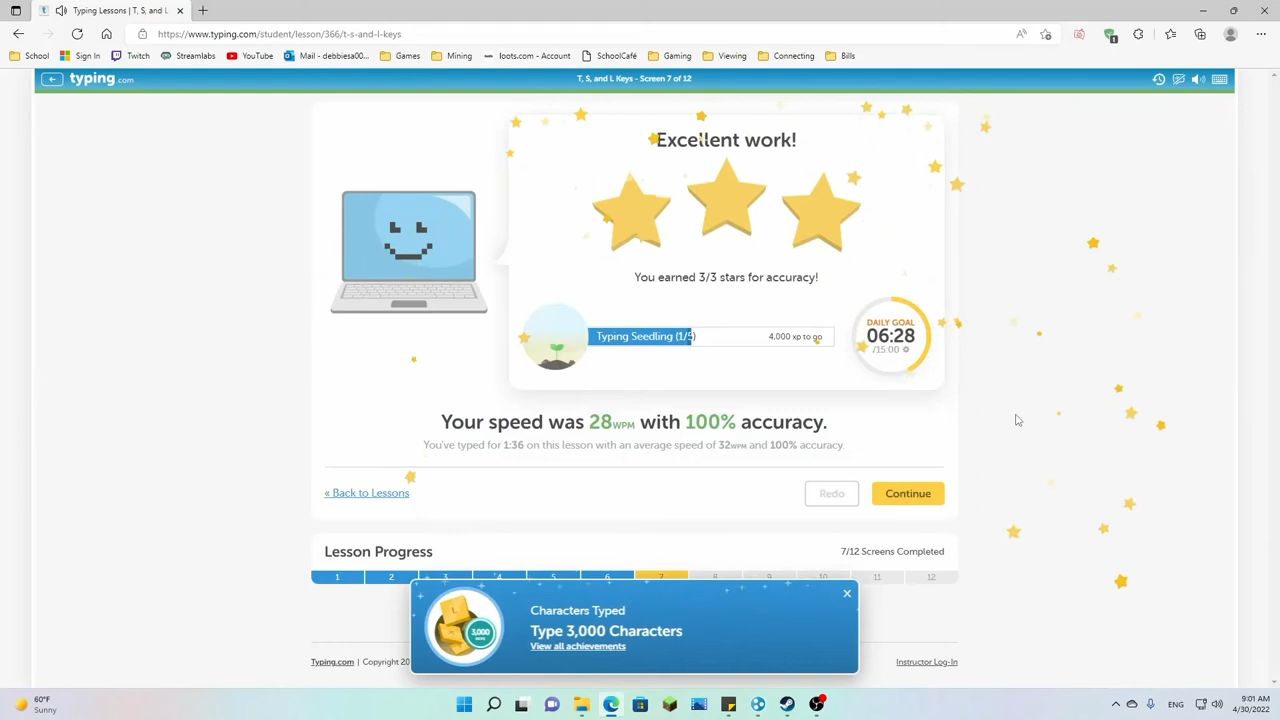 Typing Lessons | T, S, and L
https://www.typing.com/student/lesson/366/t-s-and-l-keys
School Sign In Twitch Streamlabs YouTube Mail - debbiesa00... Games Mining loots.com - Account SchoolCafé Gaming Viewing Connecting Bills
typing.com
T, S, and L Keys - Screen 7 of 12
Excellent work!
You earned 3/3 stars for accuracy!
Typing Seedling (1/5)
4,000 xp to go
DAILY GOAL
06:28
/15:00
Your speed was 28WPM with 100% accuracy.
You've typed for 1:36 on this lesson with an average speed of 32WPM and 100% accuracy.
« Back to Lessons
Redo
Continue
Lesson Progress
7/12 Screens Completed
1 2 3 4 5 6 7 8 9 10 11 12
Characters Typed
Type 3,000 Characters
View all achievements
3,000
Typing.com | Copyright 20
Instructor Log-In
60°F
Sunny
ENG
9:01 AM
4/30/2022